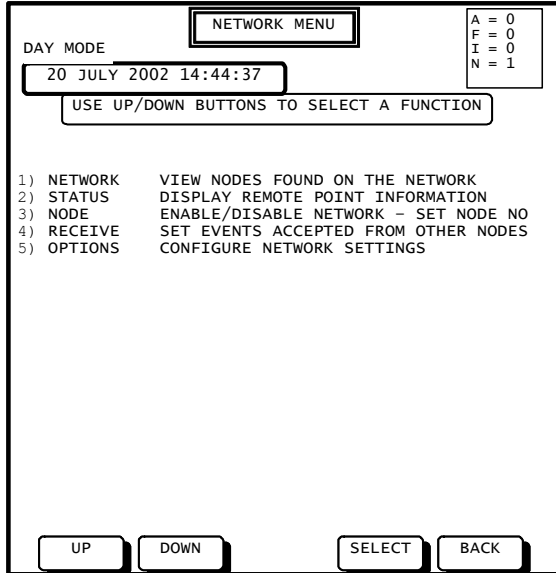 NETWORK MENU
A = 0
F = 0
I = 0
N = 1
DAY MODE
20 JULY 2002 14:44:37
USE UP/DOWN BUTTONS TO SELECT A FUNCTION
1) NETWORK VIEW NODES FOUND ON THE NETWORK
2) STATUS DISPLAY REMOTE POINT INFORMATION
3) NODE ENABLE/DISABLE NETWORK – SET NODE NO
4) RECEIVE SET EVENTS ACCEPTED FROM OTHER NODES
5) OPTIONS CONFIGURE NETWORK SETTINGS
UP DOWN SELECT BACK